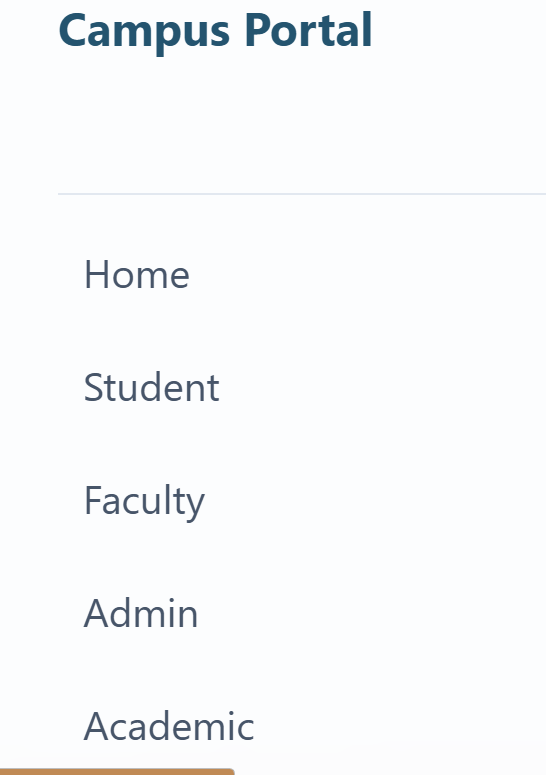 Campus Portal
Home
Student
Faculty
Admin
Academic